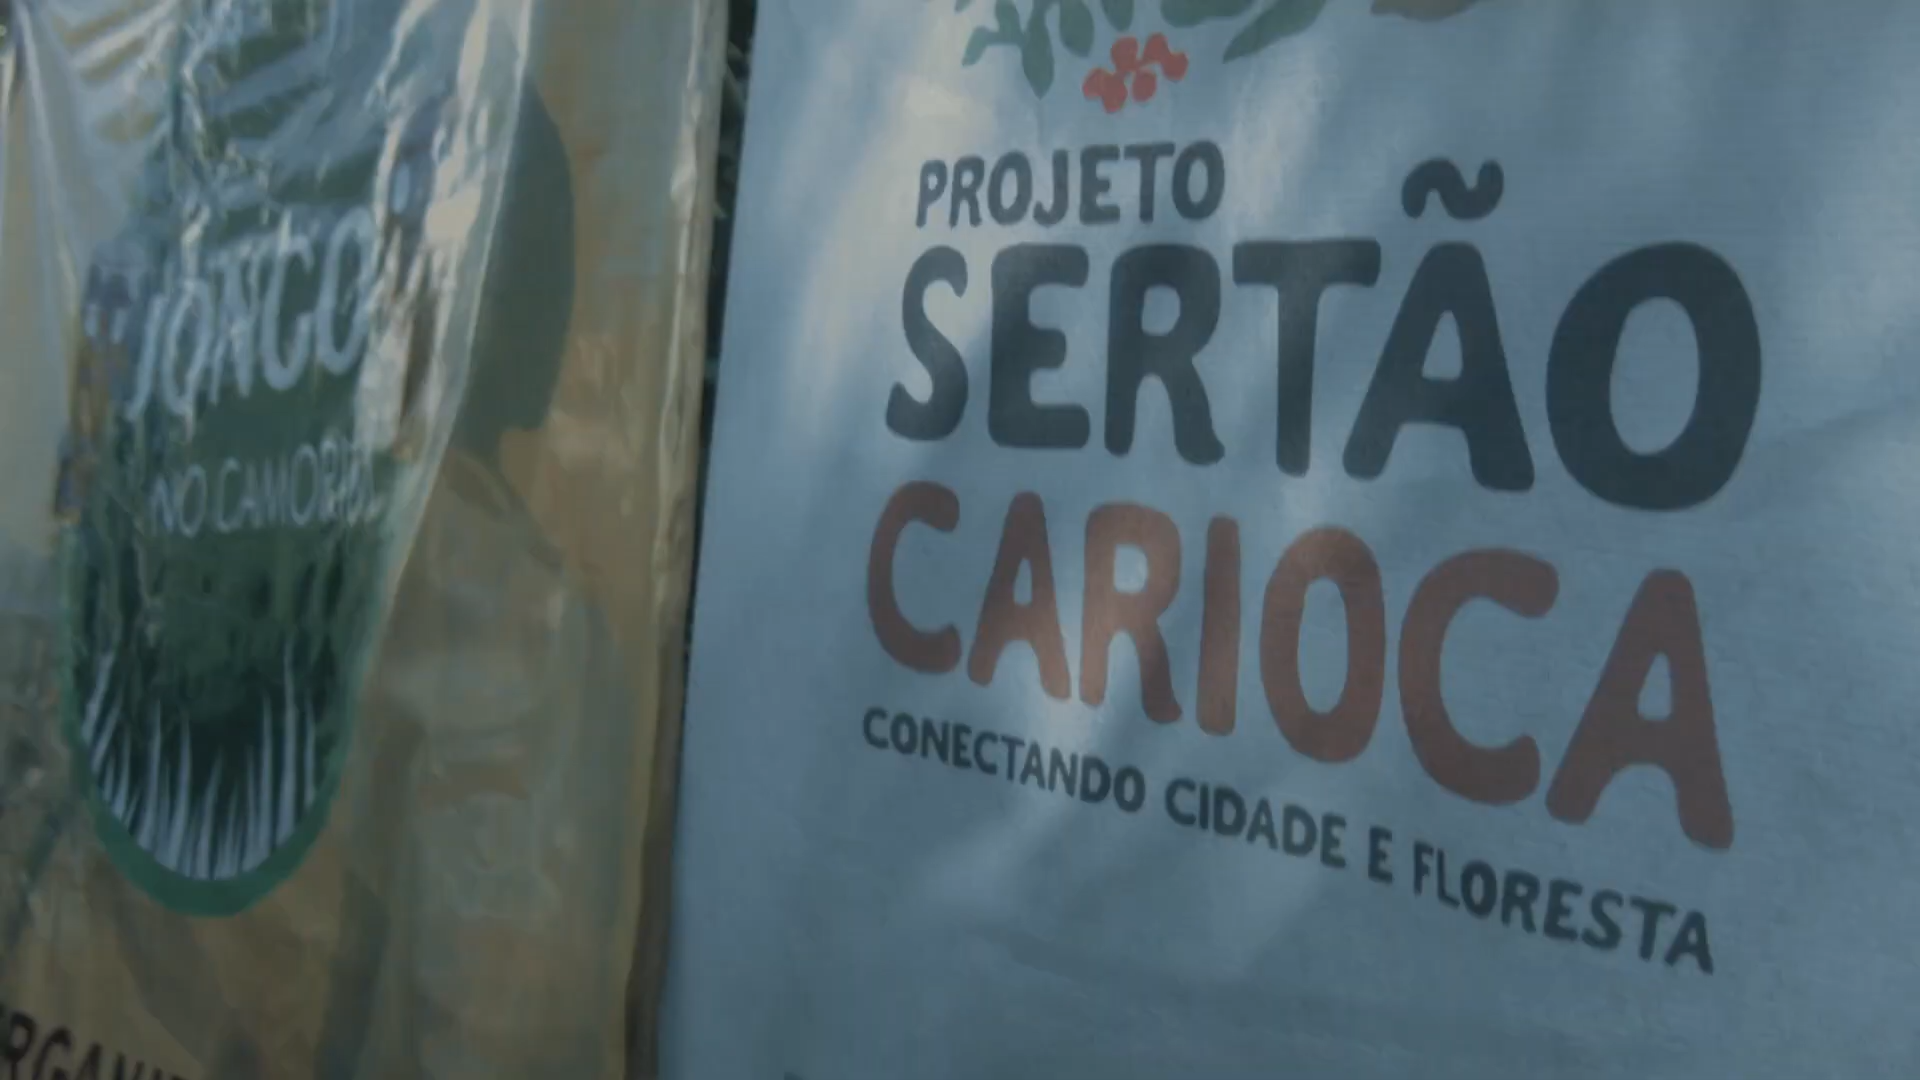 JONGO
NO CAMORIM
PROJETO
SERTÃO
CARIOCA
CONECTANDO CIDADE E FLORESTA